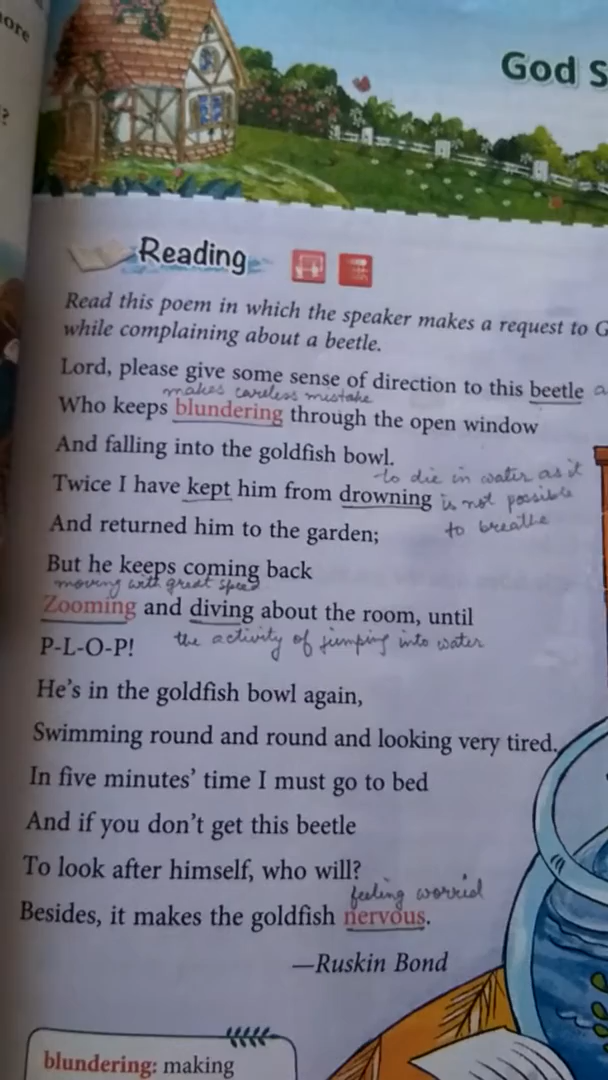 ore
?
God S
Reading
Read this poem in which the speaker makes a request to G
while complaining about a beetle.
Lord, please give some sense of direction to this beetle a
makes careless mistake
Who keeps blundering through the open window
And falling into the goldfish bowl.
to die in water as it
Twice I have kept him from drowning is not possible
And returned him to the garden; to breathe
But he keeps coming back
moving with great speed
Zooming and diving about the room, until
P-L-O-P! the activity of jumping into water
He's in the goldfish bowl again,
Swimming round and round and looking very tired.
In five minutes' time I must go to bed
And if you don't get this beetle
To look after himself, who will?
feeling worried
Besides, it makes the goldfish nervous.
—Ruskin Bond
blundering: making